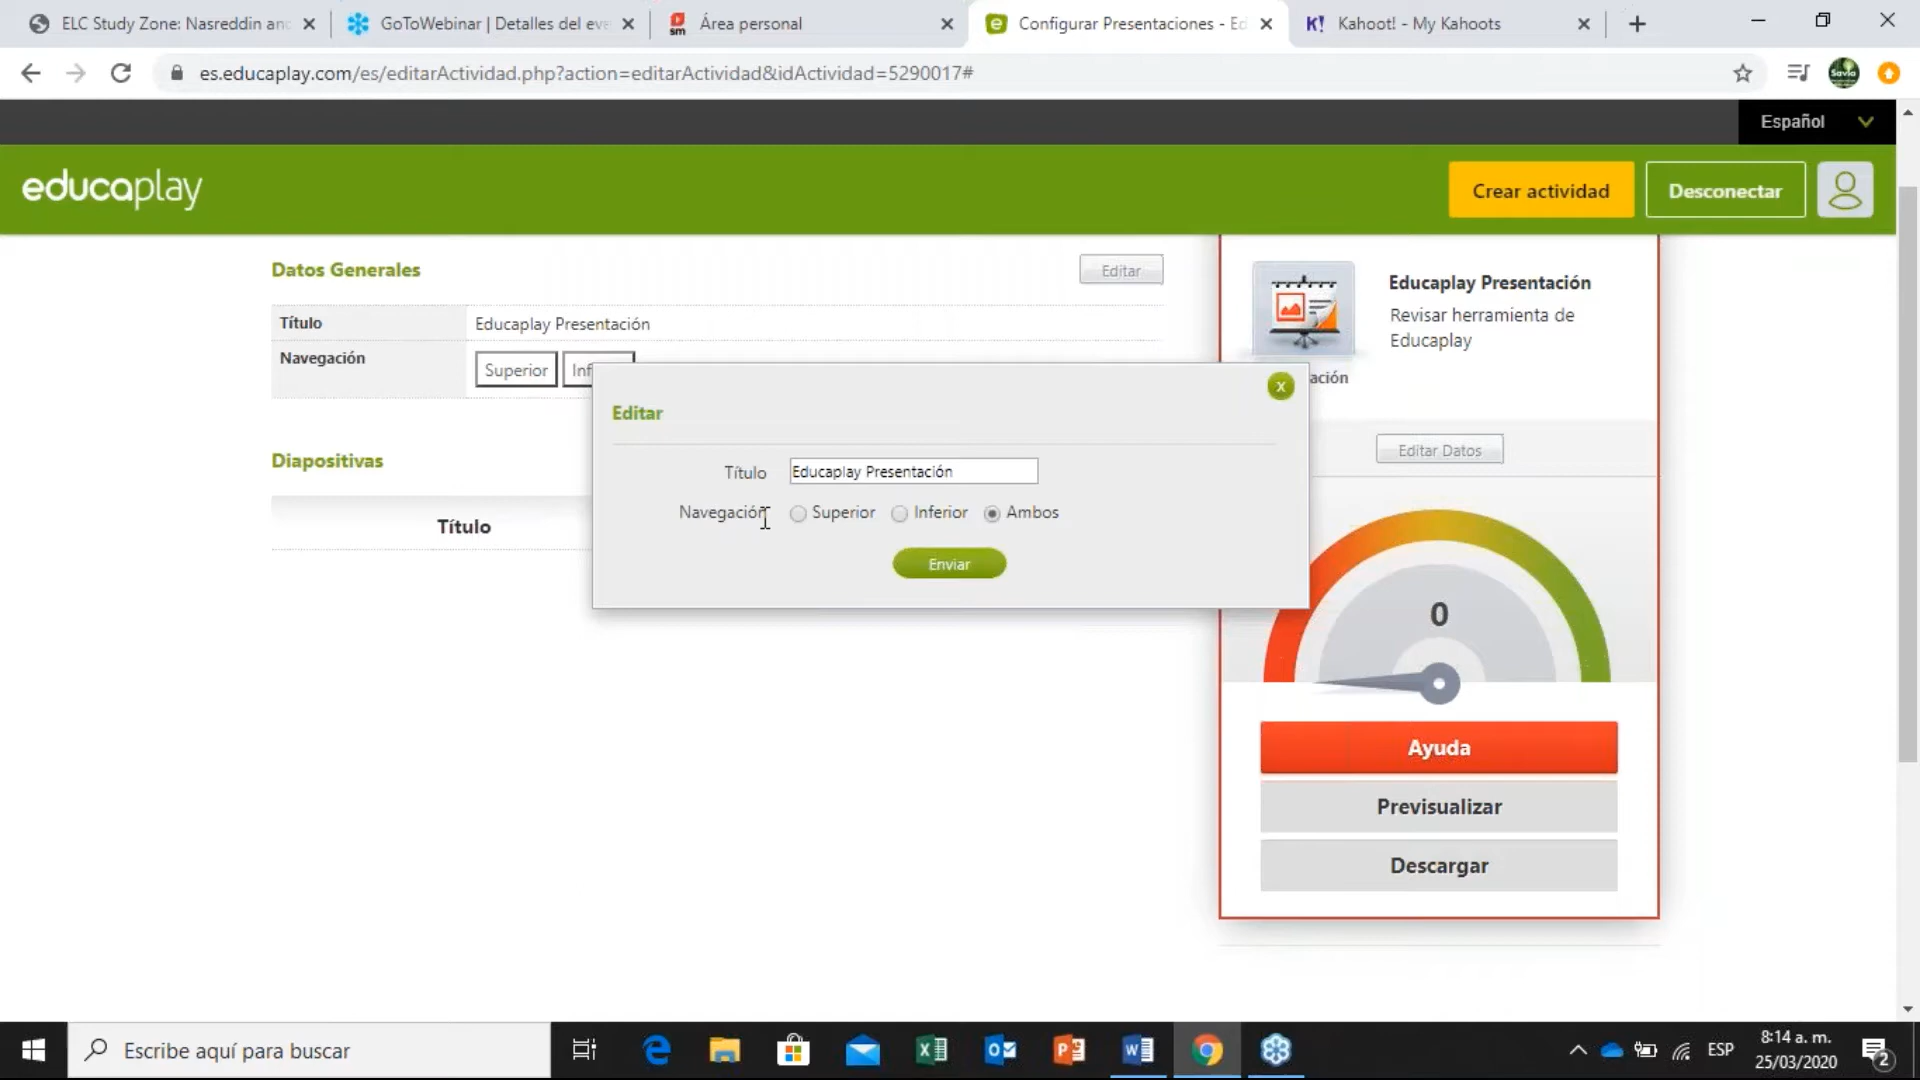 ELC Study Zone: Nasreddin an
GoToWebinar | Detalles del eve
Área personal
Configurar Presentaciones - Ed
K! Kahoot! - My Kahoots
es.educaplay.com/es/editarActividad.php?action=editarActividad&idActividad=5290017#
Savia
Español
educaplay
Crear actividad
Desconectar
Datos Generales
Editar
Título
Educaplay Presentación
Navegación
Superior
Inf
Diapositivas
Título
Editar
x
Título
Educaplay Presentación
Navegación
Superior
Inferior
Ambos
Enviar
Educaplay Presentación
Revisar herramienta de
Educaplay
ación
Editar Datos
0
Ayuda
Previsualizar
Descargar
Escribe aquí para buscar
ESP
8:14 a. m.
25/03/2020
2